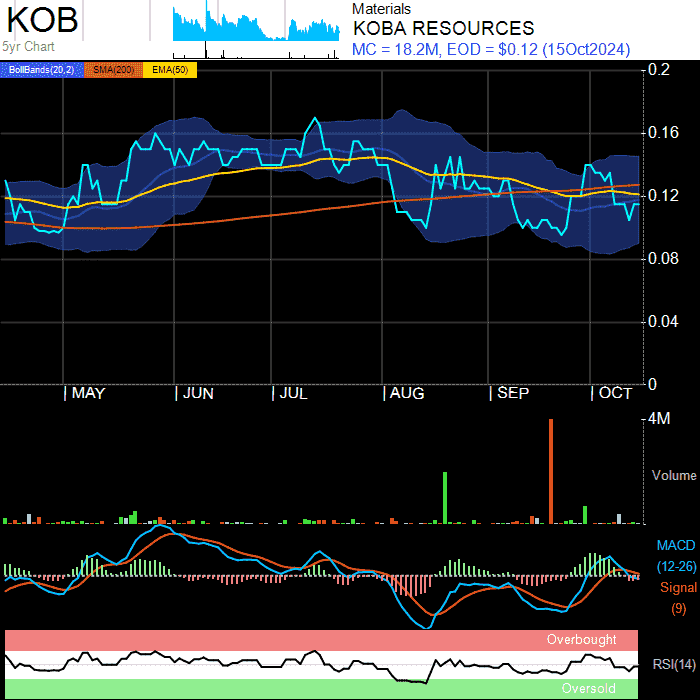 KOB
5yr Chart
Materials
KOBA RESOURCES
MC = 18.2M, EOD = $0.12 (15Oct2024)
BollBands(20,2) SMA(200) EMA(50)
0.2
0.16
0.12
0.08
0.04
0
MAY JUN JUL AUG SEP OCT
4M
Volume
MACD
(12-26)
Signal
(9)
Overbought
RSI(14)
Oversold